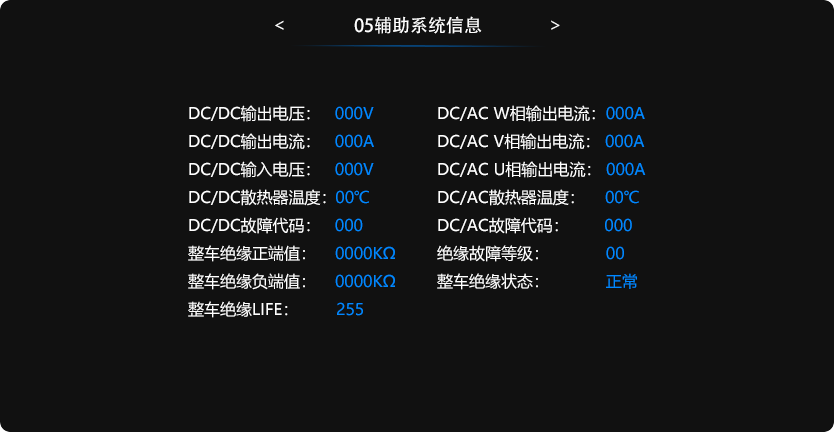 < 05辅助系统信息 >
DC/DC输出电压： 000V DC/AC W相输出电流： 000A
DC/DC输出电流： 000A DC/AC V相输出电流： 000A
DC/DC输入电压： 000V DC/AC U相输出电流： 000A
DC/DC散热器温度： 00℃ DC/AC散热器温度： 00℃
DC/DC故障代码： 000 DC/AC故障代码： 000
整车绝缘正端值： 0000KΩ 绝缘故障等级： 00
整车绝缘负端值： 0000KΩ 整车绝缘状态： 正常
整车绝缘LIFE： 255